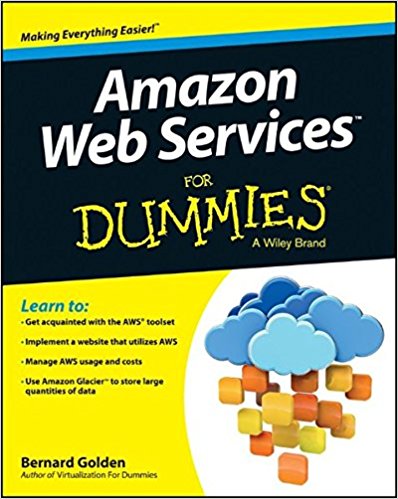 Making Everything Easier!™
Amazon
Web Services™
FOR
DUMMIES®
A Wiley Brand
Learn to:
• Get acquainted with the AWS® toolset
• Implement a website that utilizes AWS
• Manage AWS usage and costs
• Use Amazon Glacier™ to store large
quantities of data
Bernard Golden
Author of Virtualization For Dummies